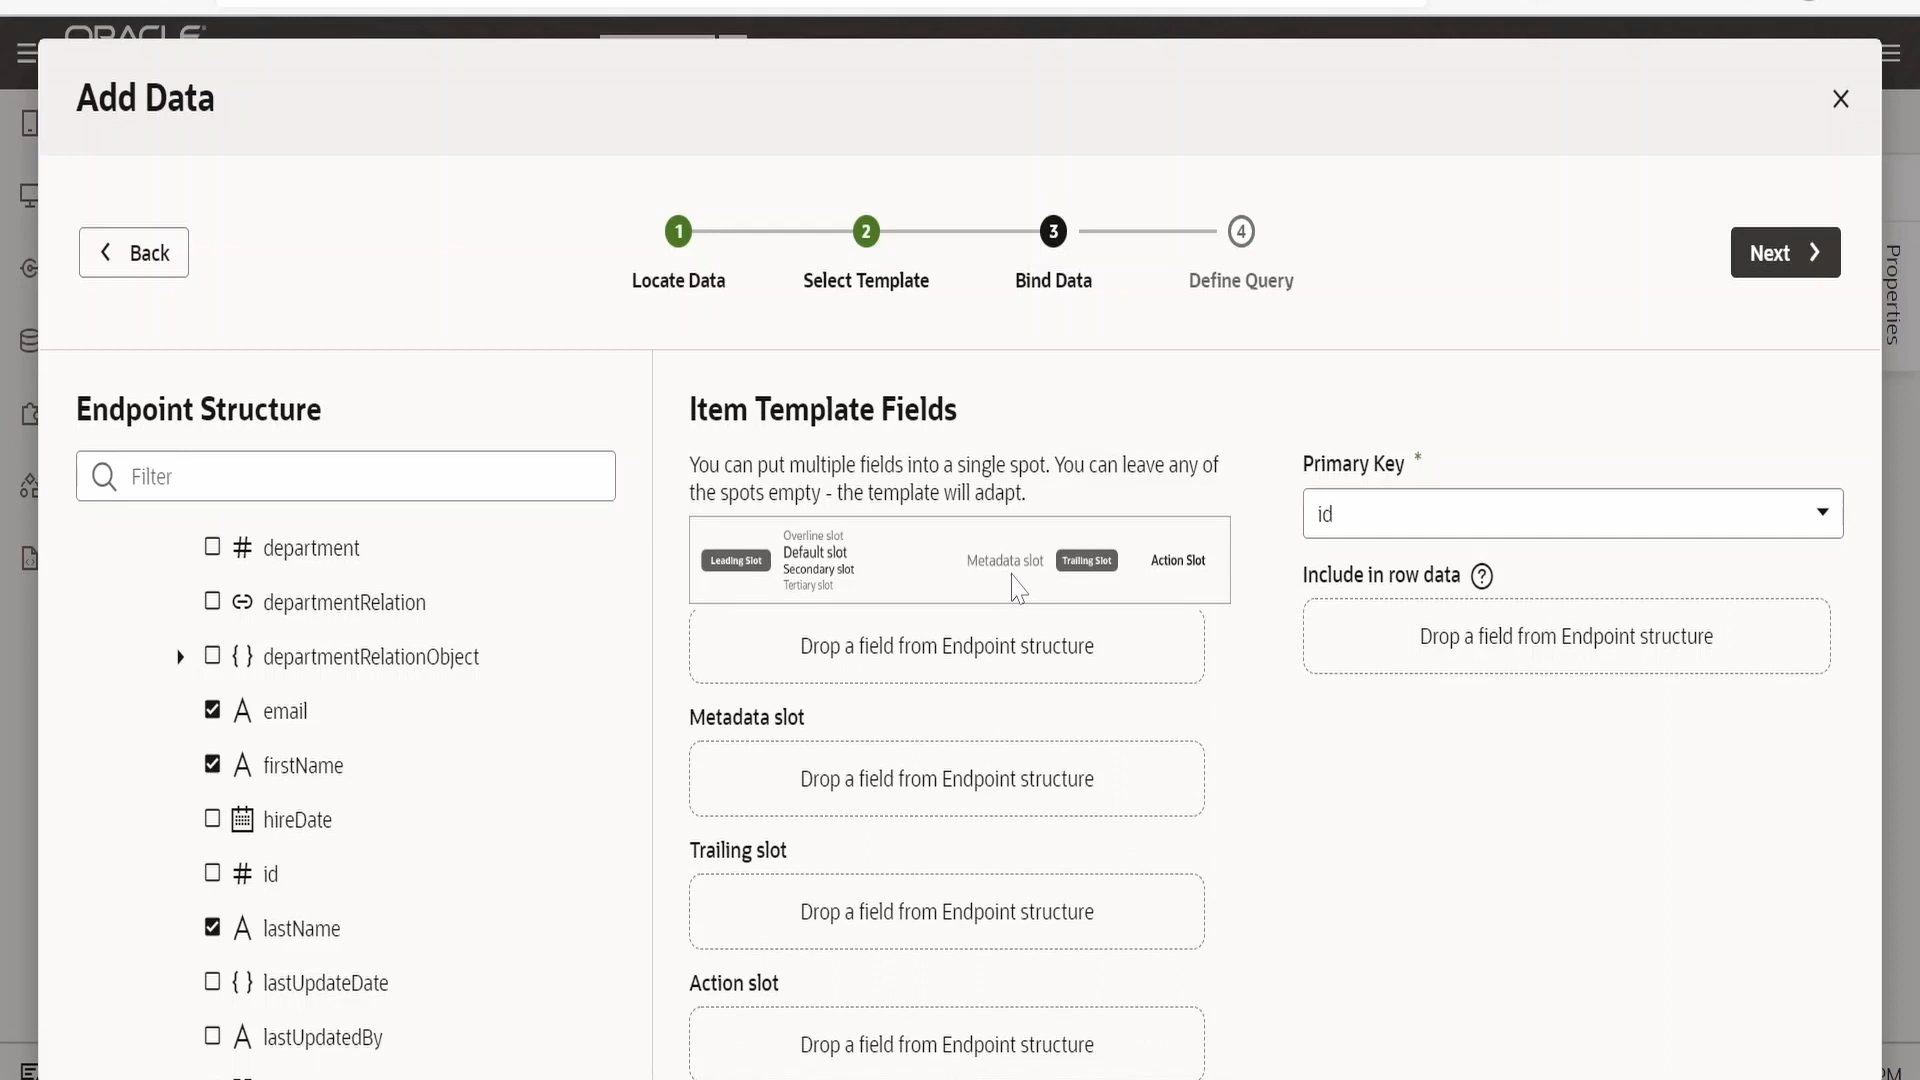 ORACLE
Add Data
Back
1
2
3
4
Locate Data
Select Template
Bind Data
Define Query
Next
Properties
Endpoint Structure
Filter
department
departmentRelation
{ } departmentRelationObject
email
firstName
hireDate
# id
lastName
{ } lastUpdateDate
lastUpdatedBy
Item Template Fields
You can put multiple fields into a single spot. You can leave any of
the spots empty - the template will adapt.
Leading Slot
Overline slot
Default slot
Secondary slot
Tertiary slot
Metadata slot
Trailing Slot
Action Slot
Drop a field from Endpoint structure
Metadata slot
Drop a field from Endpoint structure
Trailing slot
Drop a field from Endpoint structure
Action slot
Drop a field from Endpoint structure
Primary Key *
id
Include in row data ?
Drop a field from Endpoint structure